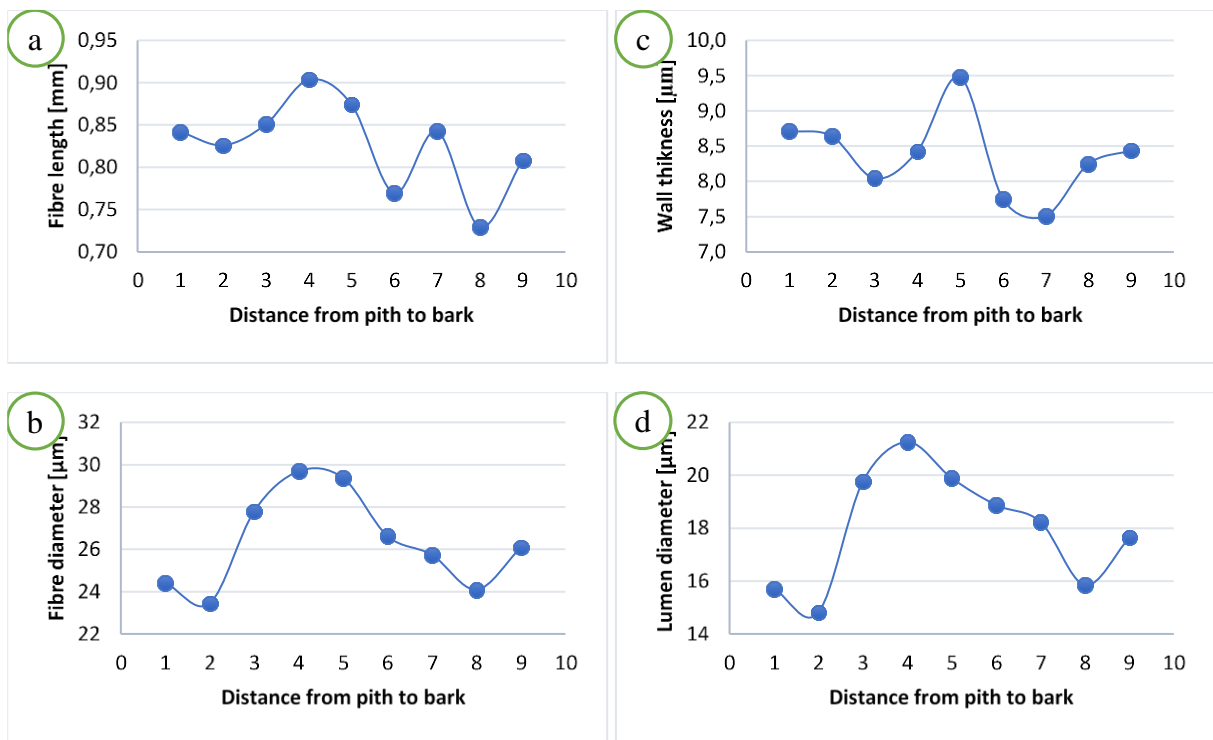 a
Fibre length [mm]
0,95
0,90
0,85
0,80
0,75
0,70
0 1 2 3 4 5 6 7 8 9 10
Distance from pith to bark
c
Wall thikness [µm]
10,0
9,5
9,0
8,5
8,0
7,5
7,0
0 1 2 3 4 5 6 7 8 9 10
Distance from pith to bark
b
Fibre diameter [µm]
32
30
28
26
24
22
0 1 2 3 4 5 6 7 8 9 10
Distance from pith to bark
d
Lumen diameter [µm]
22
20
18
16
14
0 1 2 3 4 5 6 7 8 9 10
Distance from pith to bark